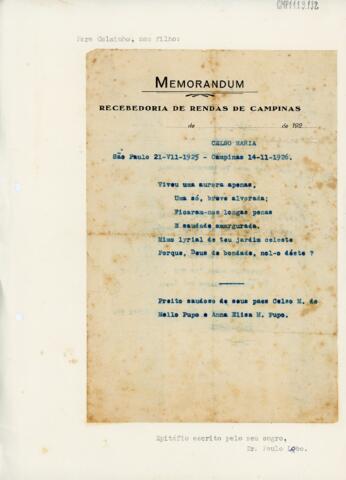 CMP1119.132
Para Celsinho, meu filho:
MEMORANDUM
RECEBEDORIA DE RENDAS DE CAMPINAS
de de 192
CELSO MARIA
São Paulo 21-VII-1925 - Campinas 14-11-1926.
Viveu uma aurora apenas,
Uma só, breve alvorada;
Ficaram-nos longas penas
E saudade amargurada.
Mimo lyrial de teu jardim celeste
Porque, Deus de bondade, nol-o déste ?
Preito saudoso de seus paes Celso M. de
Mello Pupo e Anna Elisa M. Pupo.
Epitáfio escrito pelo meu sogro,
Dr. Paulo Lobo.